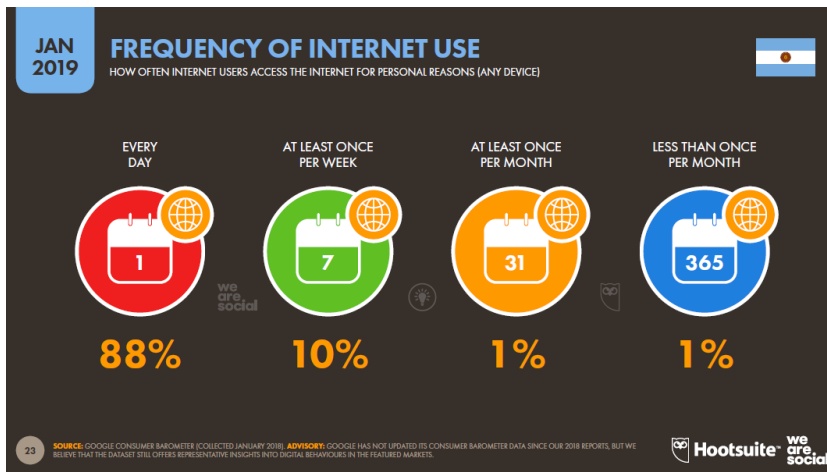 JAN
2019
FREQUENCY OF INTERNET USE
HOW OFTEN INTERNET USERS ACCESS THE INTERNET FOR PERSONAL REASONS (ANY DEVICE)
EVERY
DAY
AT LEAST ONCE
PER WEEK
AT LEAST ONCE
PER MONTH
LESS THAN ONCE
PER MONTH
1
7
31
365
we
are
social
88%
10%
1%
1%
23
SOURCE: GOOGLE CONSUMER BAROMETER (COLLECTED JANUARY 2018). ADVISORY: GOOGLE HAS NOT UPDATED ITS CONSUMER BAROMETER DATA SINCE OUR 2018 REPORTS, BUT WE
BELIEVE THAT THE DATASET STILL OFFERS REPRESENTATIVE INSIGHTS INTO DIGITAL BEHAVIOURS IN THE FEATURED MARKETS.
Hootsuite™
we
are
social